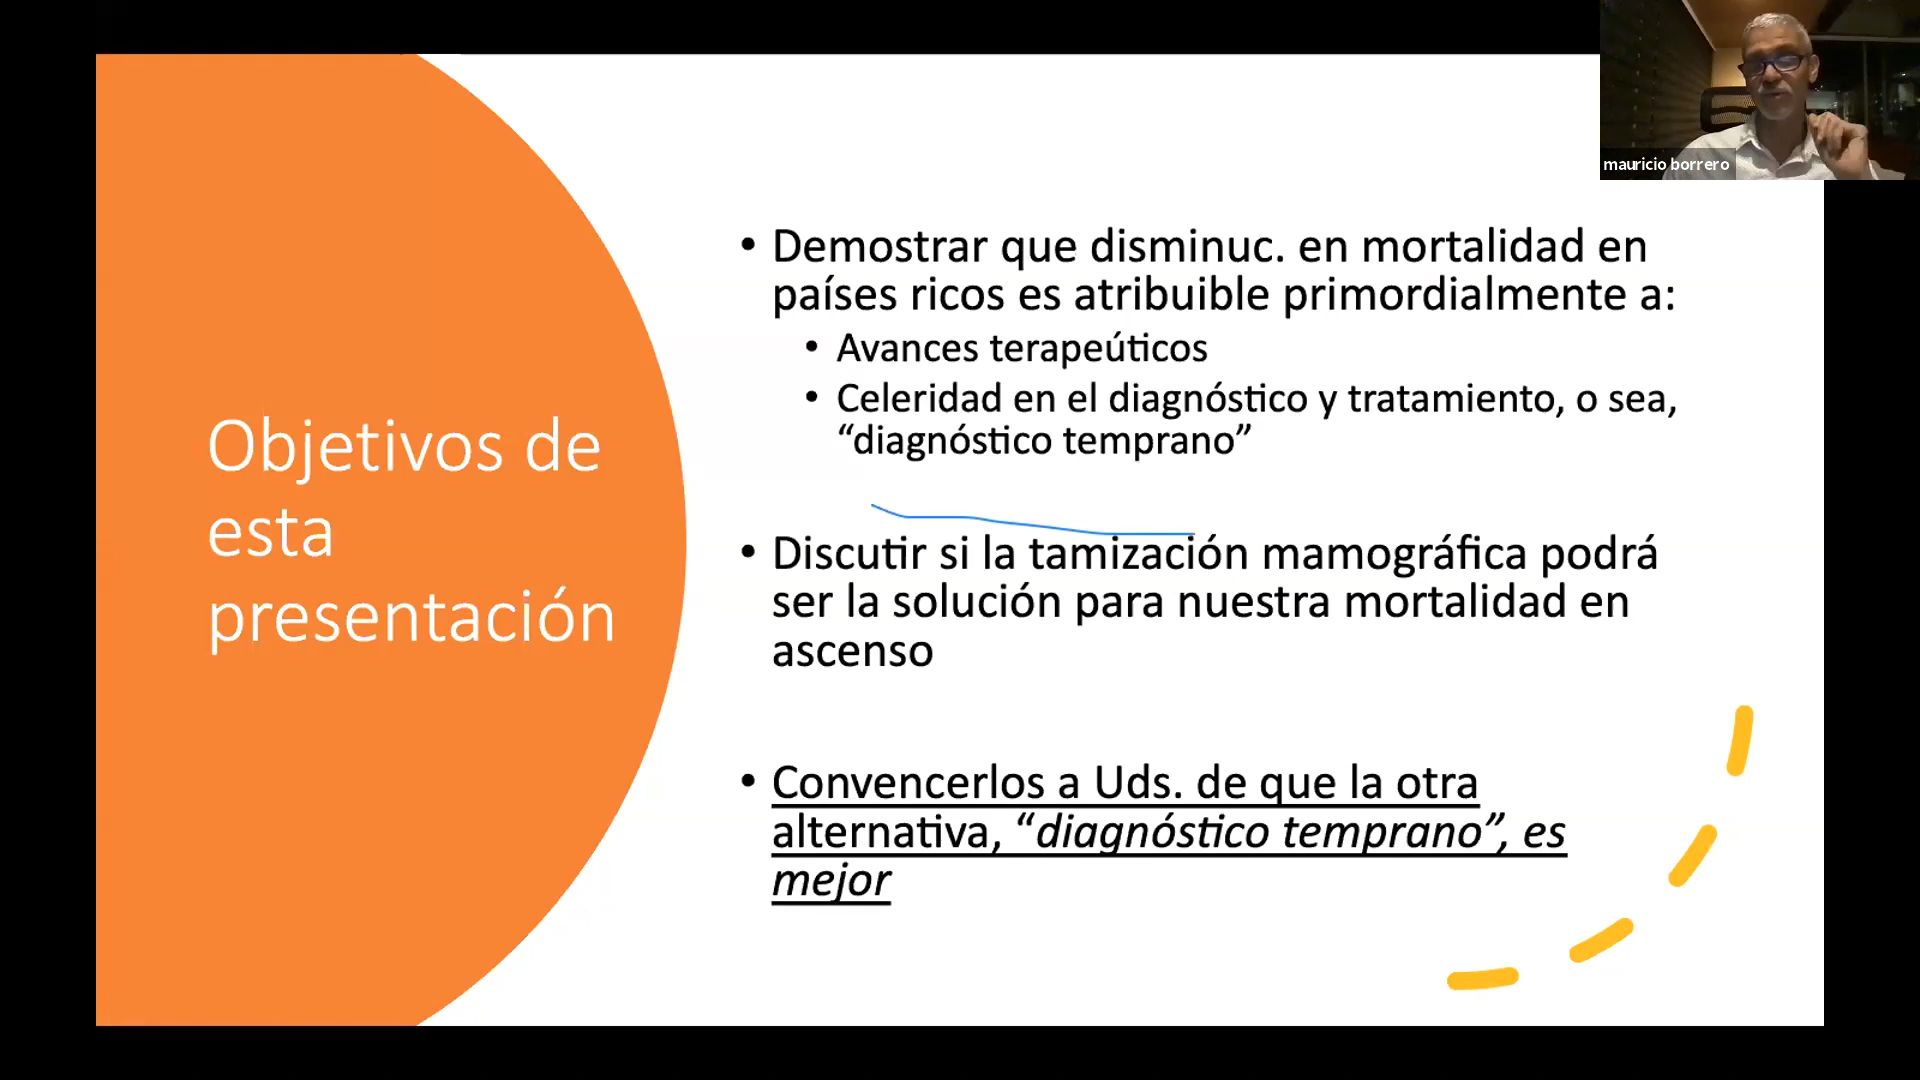 mauricio borrero
Objetivos de
esta
presentación
• Demostrar que disminuc. en mortalidad en
países ricos es atribuible primordialmente a:
• Avances terapeúticos
• Celeridad en el diagnóstico y tratamiento, o sea,
“diagnóstico temprano”
• Discutir si la tamización mamográfica podrá
ser la solución para nuestra mortalidad en
ascenso
• Convencerlos a Uds. de que la otra
alternativa, “diagnóstico temprano”, es
mejor